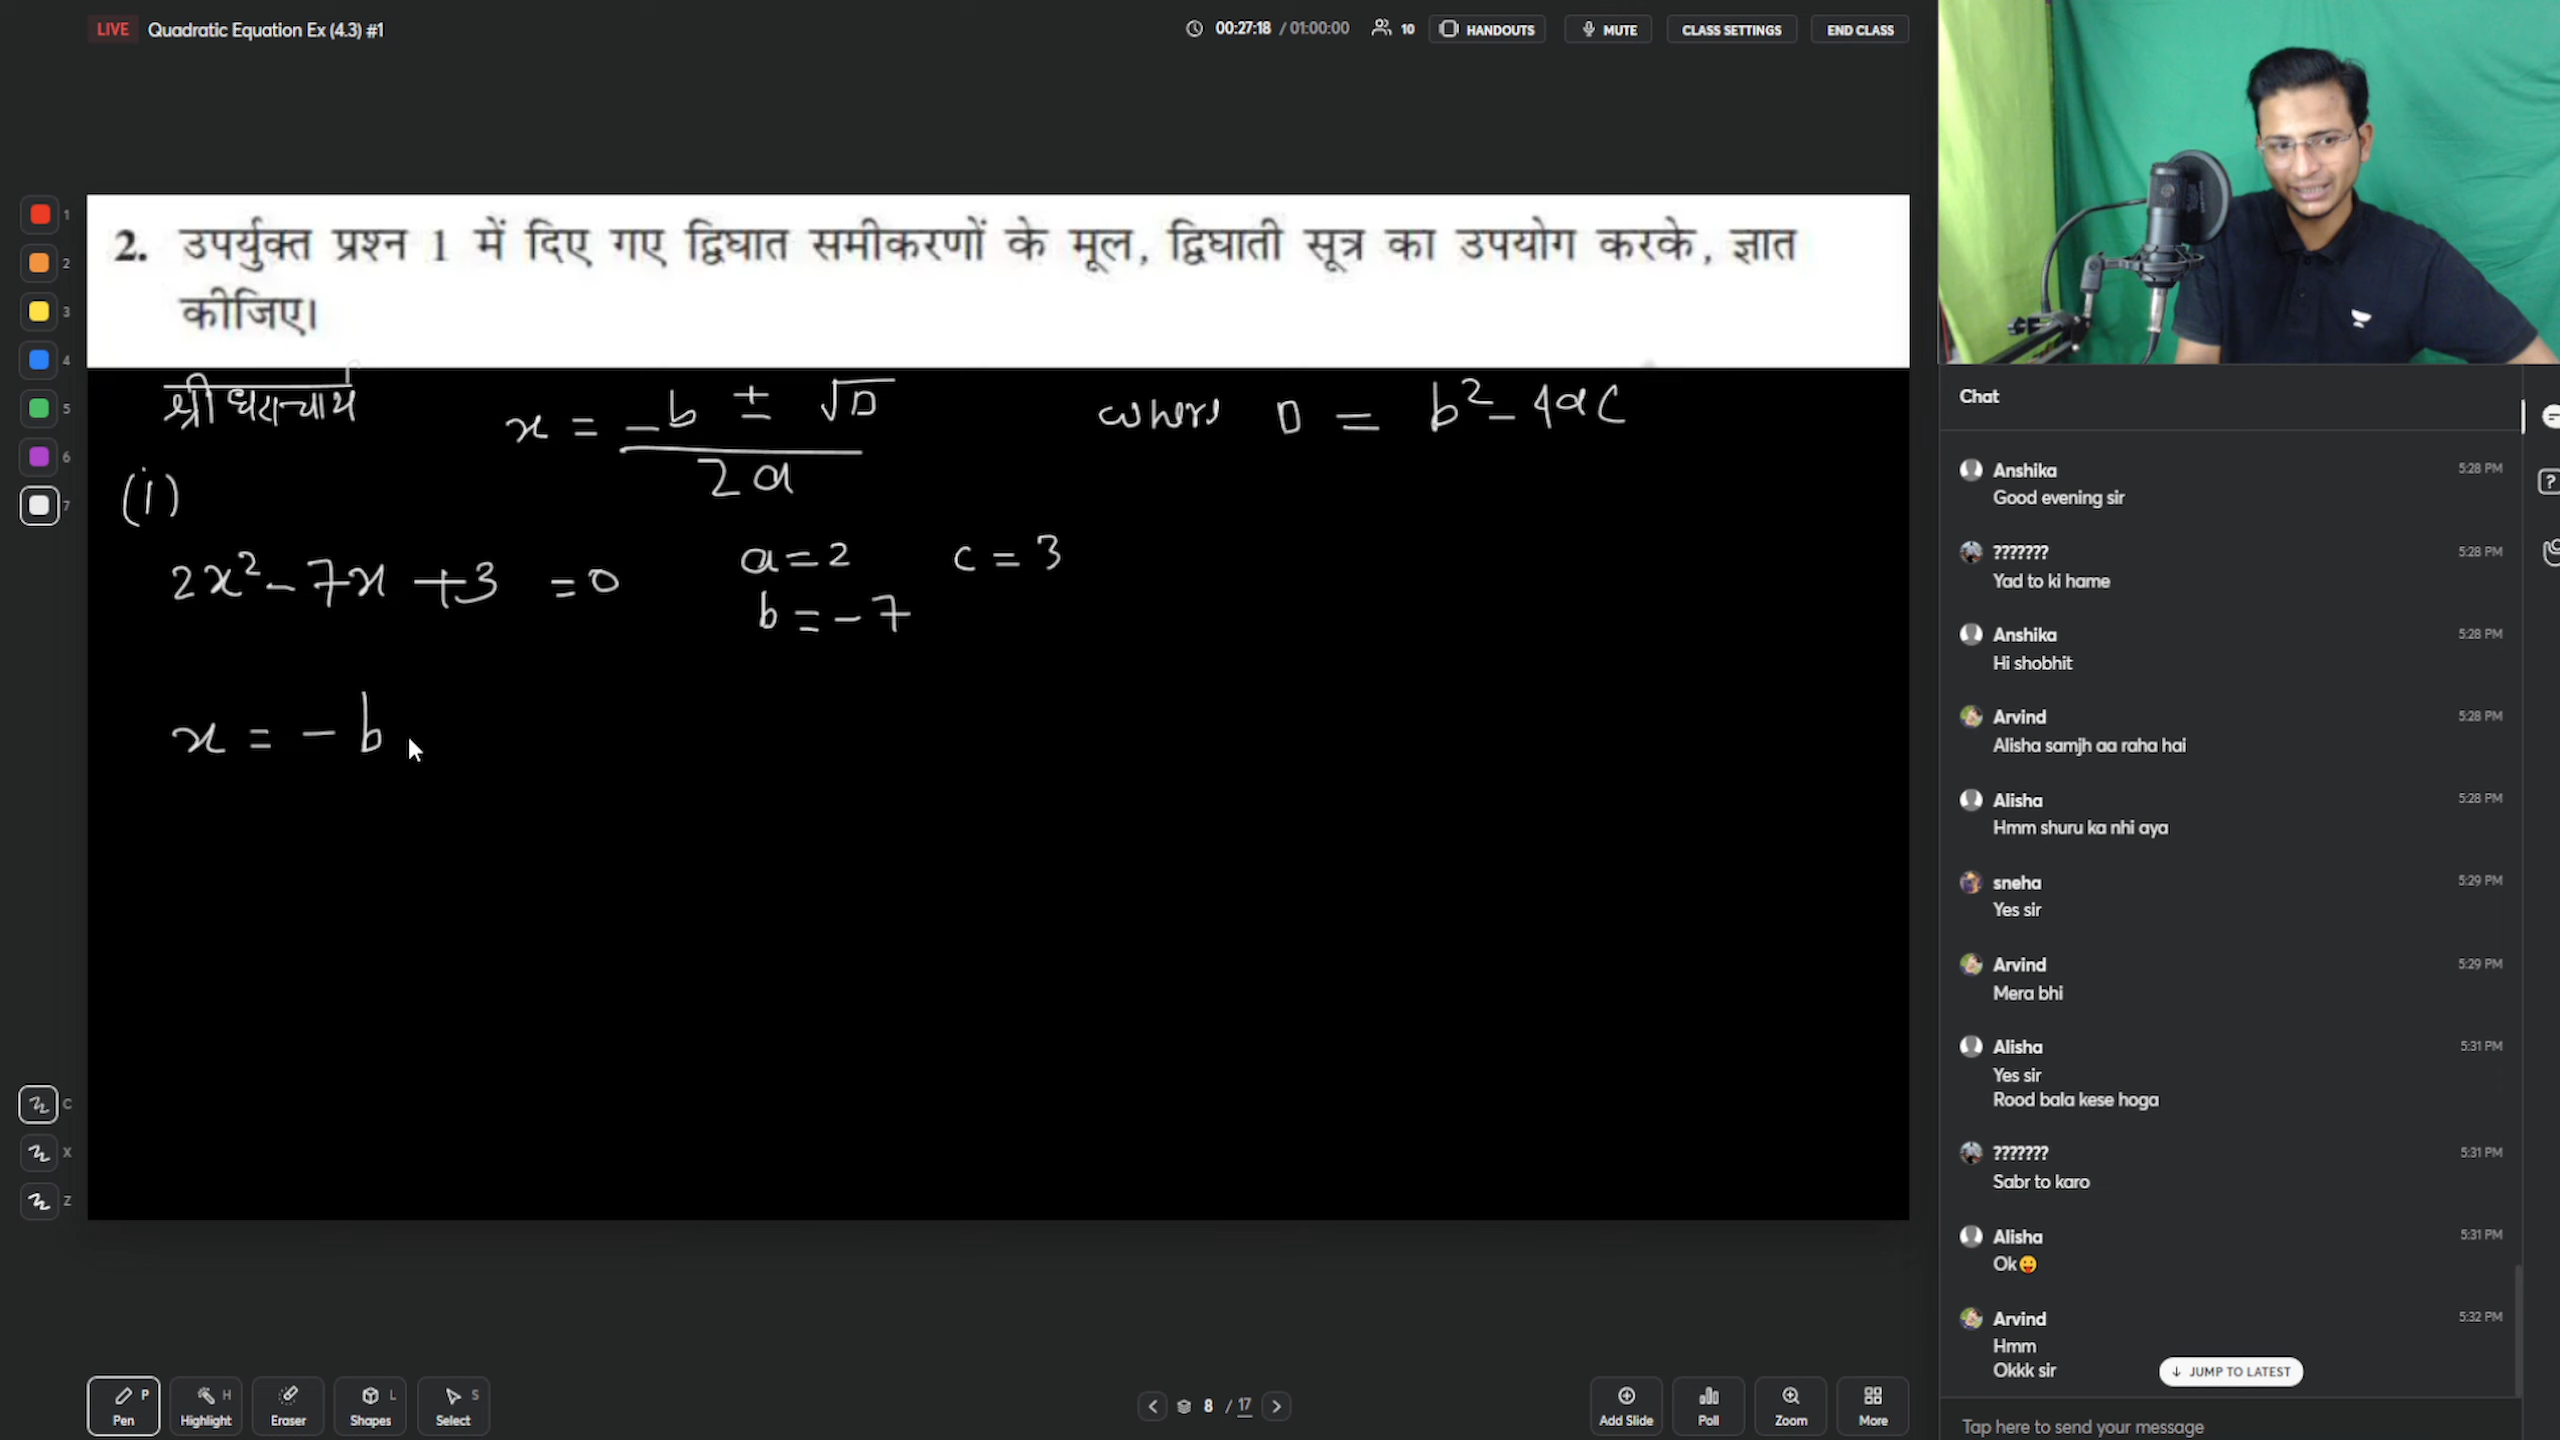 LIVE Quadratic Equation Ex (4.3) #1
00:27:18 / 01:00:00 10 HANDOUTS MUTE CLASS SETTINGS END CLASS
1
2
3
4
5
6
7
2. उपर्युक्त प्रश्न 1 में दिए गए द्विघात समीकरणों के मूल, द्विघाती सूत्र का उपयोग करके, ज्ञात
कीजिए।
श्रीधराचार्य x = (-b ± √D) / 2a where D = b² - 4ac
(i)
2x² - 7x + 3 = 0 a = 2 c = 3
b = - 7
x = - b
C
X
Z
P Pen
H Highlight
Eraser
L Shapes
S Select
8 / 17
Add Slide
Poll
Zoom
More
Chat
Anshika 5:28 PM
Good evening sir
??????? 5:28 PM
Yad to ki hame
Anshika 5:28 PM
Hi shobhit
Arvind 5:28 PM
Alisha samjh aa raha hai
Alisha 5:28 PM
Hmm shuru ka nhi aya
sneha 5:29 PM
Yes sir
Arvind 5:29 PM
Mera bhi
Alisha 5:31 PM
Yes sir
Rood bala kese hoga
??????? 5:31 PM
Sabr to karo
Alisha 5:31 PM
Ok😛
Arvind 5:32 PM
Hmm
Okkk sir
↓ JUMP TO LATEST
Tap here to send your message